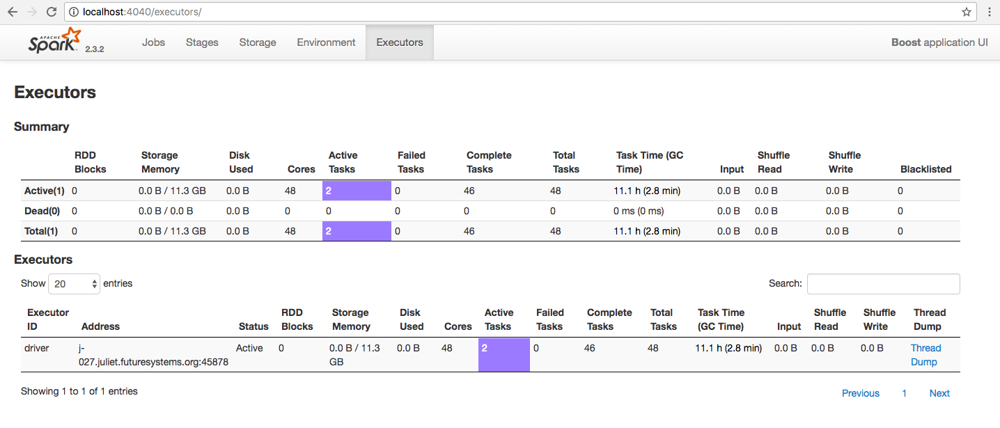 localhost:4040/executors/
APACHE
Spark 2.3.2 Jobs Stages Storage Environment Executors Boost application UI
Executors
Summary
RDD Blocks Storage Memory Disk Used Cores Active Tasks Failed Tasks Complete Tasks Total Tasks Task Time (GC Time) Input Shuffle Read Shuffle Write Blacklisted
Active(1) 0 0.0 B / 11.3 GB 0.0 B 48 2 0 46 48 11.1 h (2.8 min) 0.0 B 0.0 B 0.0 B 0
Dead(0) 0 0.0 B / 0.0 B 0.0 B 0 0 0 0 0 0 ms (0 ms) 0.0 B 0.0 B 0.0 B 0
Total(1) 0 0.0 B / 11.3 GB 0.0 B 48 2 0 46 48 11.1 h (2.8 min) 0.0 B 0.0 B 0.0 B 0
Executors
Show 20 entries Search:
Executor ID Address Status RDD Blocks Storage Memory Disk Used Cores Active Tasks Failed Tasks Complete Tasks Total Tasks Task Time (GC Time) Input Shuffle Read Shuffle Write Thread Dump
driver j-027.juliet.futuresystems.org:45878 Active 0 0.0 B / 11.3 GB 0.0 B 48 2 0 46 48 11.1 h (2.8 min) 0.0 B 0.0 B 0.0 B Thread Dump
Showing 1 to 1 of 1 entries Previous 1 Next